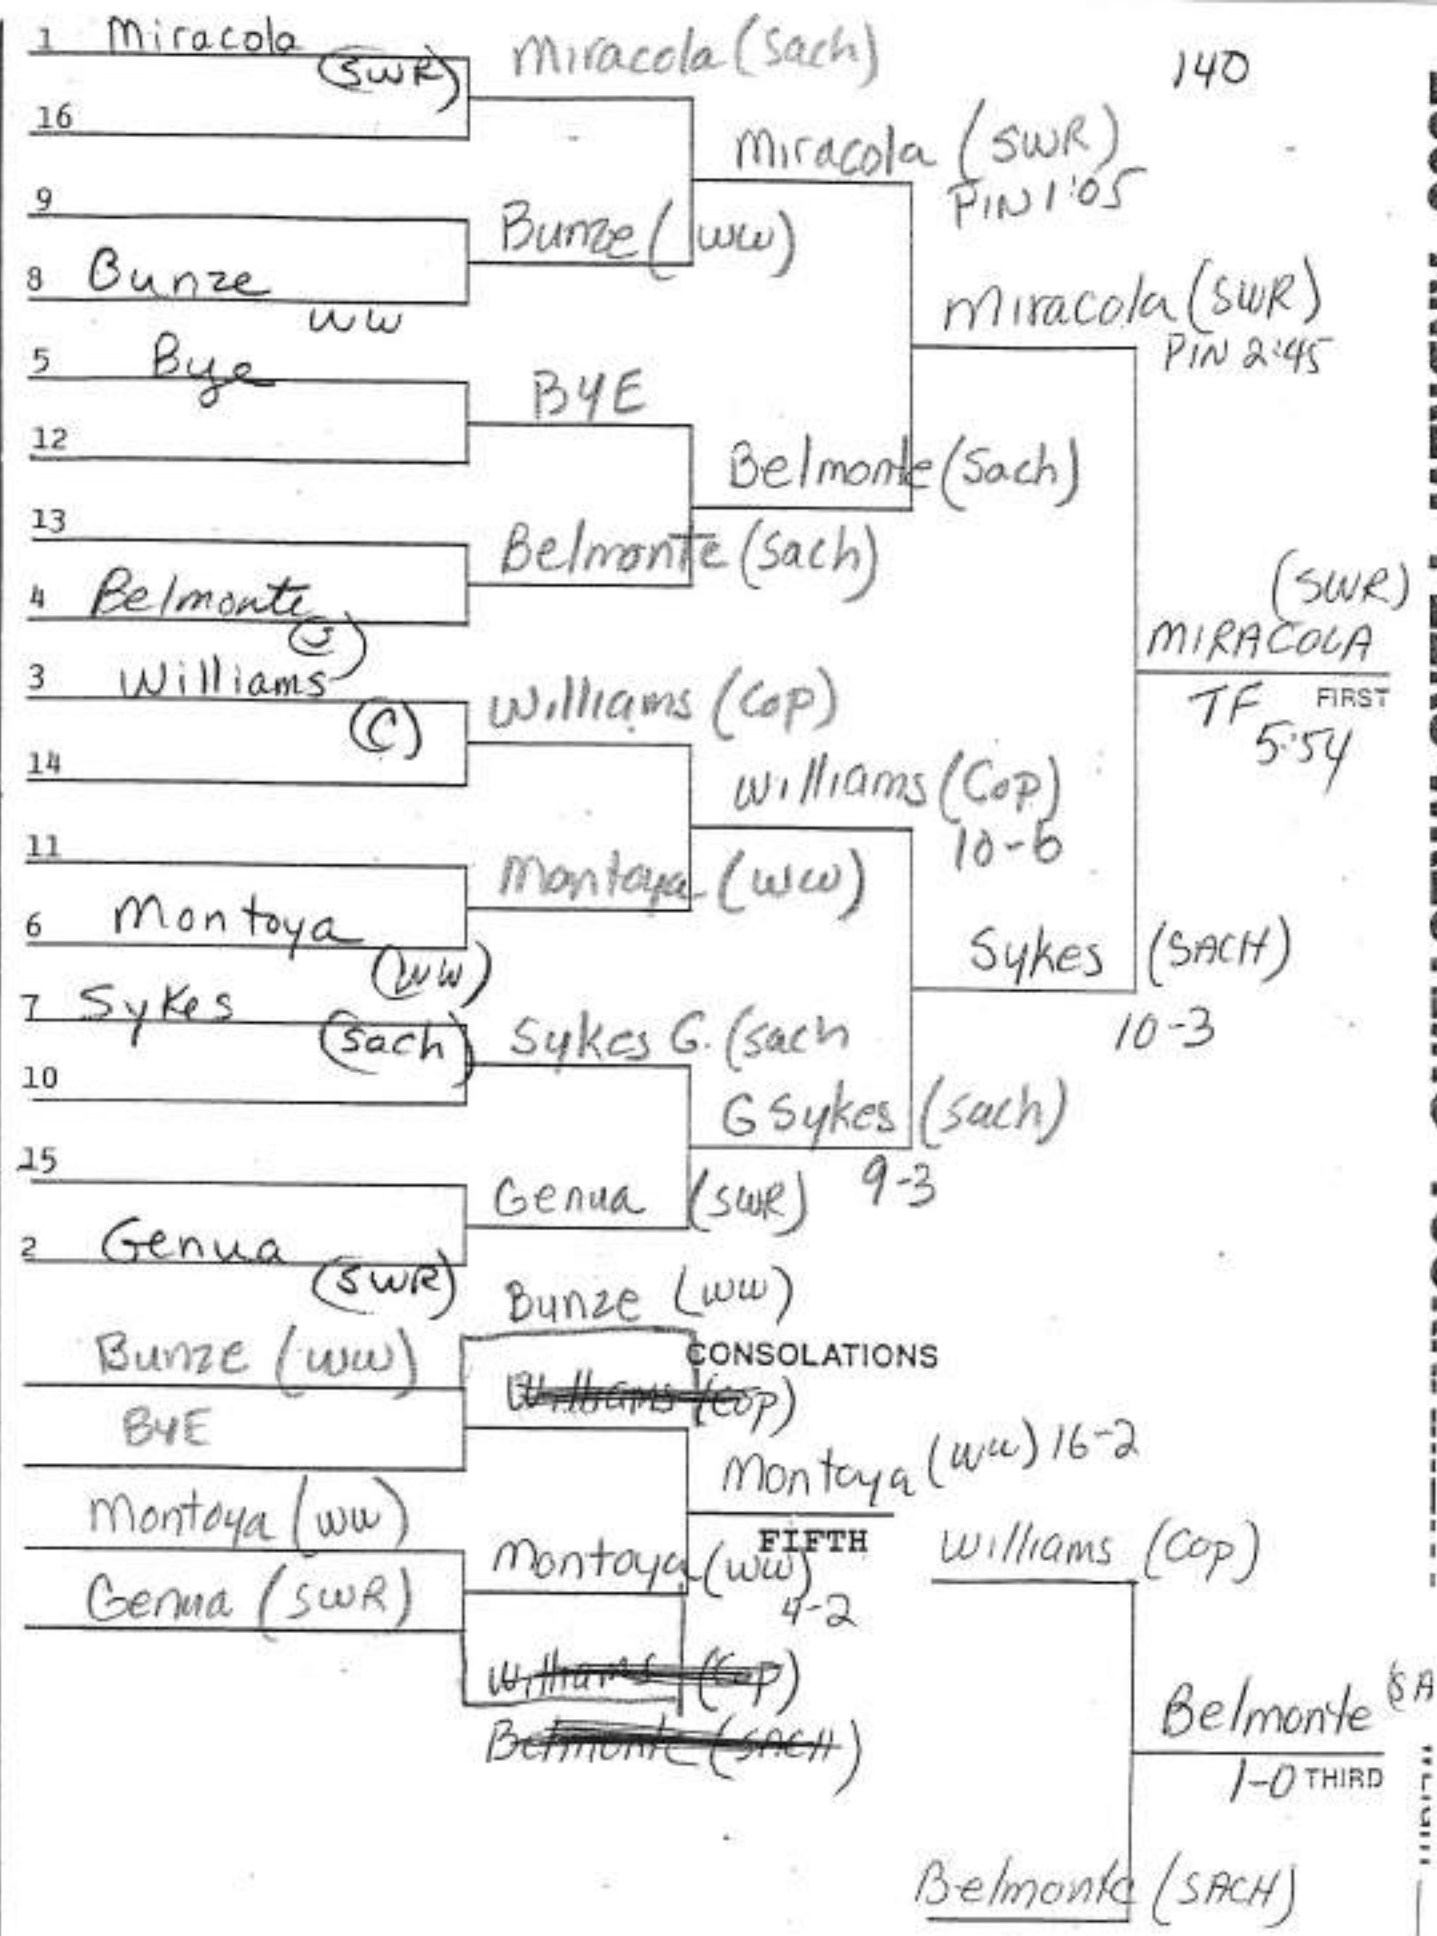 140
1 Miracola
(SWR)
Miracola (Sach)
16
Miracola (SWR)
PIN 1:05
9
Bunze (WW)
8 Bunze
WW
Miracola (SWR)
PIN 2:45
5 Bye
BYE
12
Belmonte (Sach)
13
Belmonte (Sach)
4 Belmonte
(S)
(SWR)
MIRACOLA
FIRST
TF
5:54
3 Williams
(C)
Williams (Cop)
14
Williams (Cop)
10-6
11
Montoya (WW)
6 Montoya
(WW)
Sykes (SACH)
10-3
7 Sykes
(Sach)
Sykes G. (Sach
10
G Sykes (Sach)
9-3
15
Genua (SWR)
2 Genua
(SWR)
Bunze (WW)
CONSOLATIONS
Bunze (WW)
Williams (Cop)
BYE
Montoya (WW) 16-2
FIFTH
Montoya (WW)
Montoya (WW)
4-2
Genua (SWR)
Williams (Cop)
Belmonte (SACH)
Williams (Cop)
Belmonte (SA
1-0 THIRD
Belmonte (SACH)